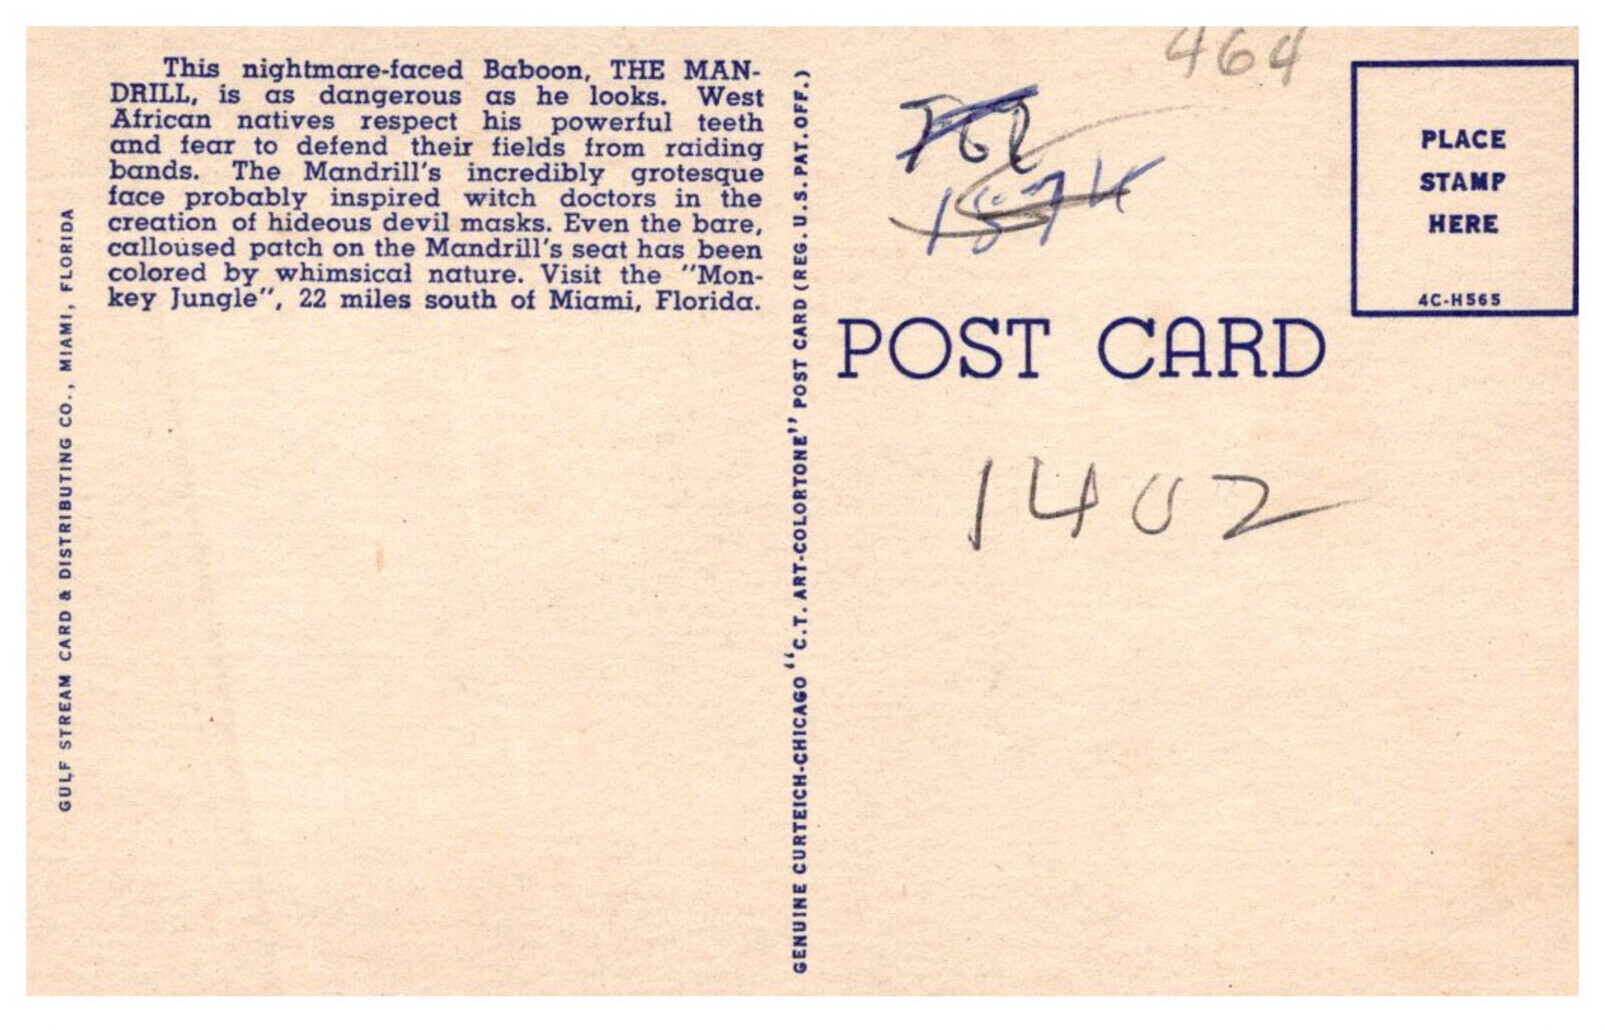 This nightmare-faced Baboon, THE MAN-
DRILL, is as dangerous as he looks. West
African natives respect his powerful teeth
and fear to defend their fields from raiding
bands. The Mandrill's incredibly grotesque
face probably inspired witch doctors in the
creation of hideous devil masks. Even the bare,
calloused patch on the Mandrill's seat has been
colored by whimsical nature. Visit the "Mon-
key Jungle", 22 miles south of Miami, Florida.
GULF STREAM CARD & DISTRIBUTING CO., MIAMI, FLORIDA
GENUINE CURTEICH-CHICAGO "C.T. ART-COLORTONE" POST CARD (REG. U.S. PAT. OFF.)
464
PLACE
STAMP
HERE
4C-H565
POST CARD
1402